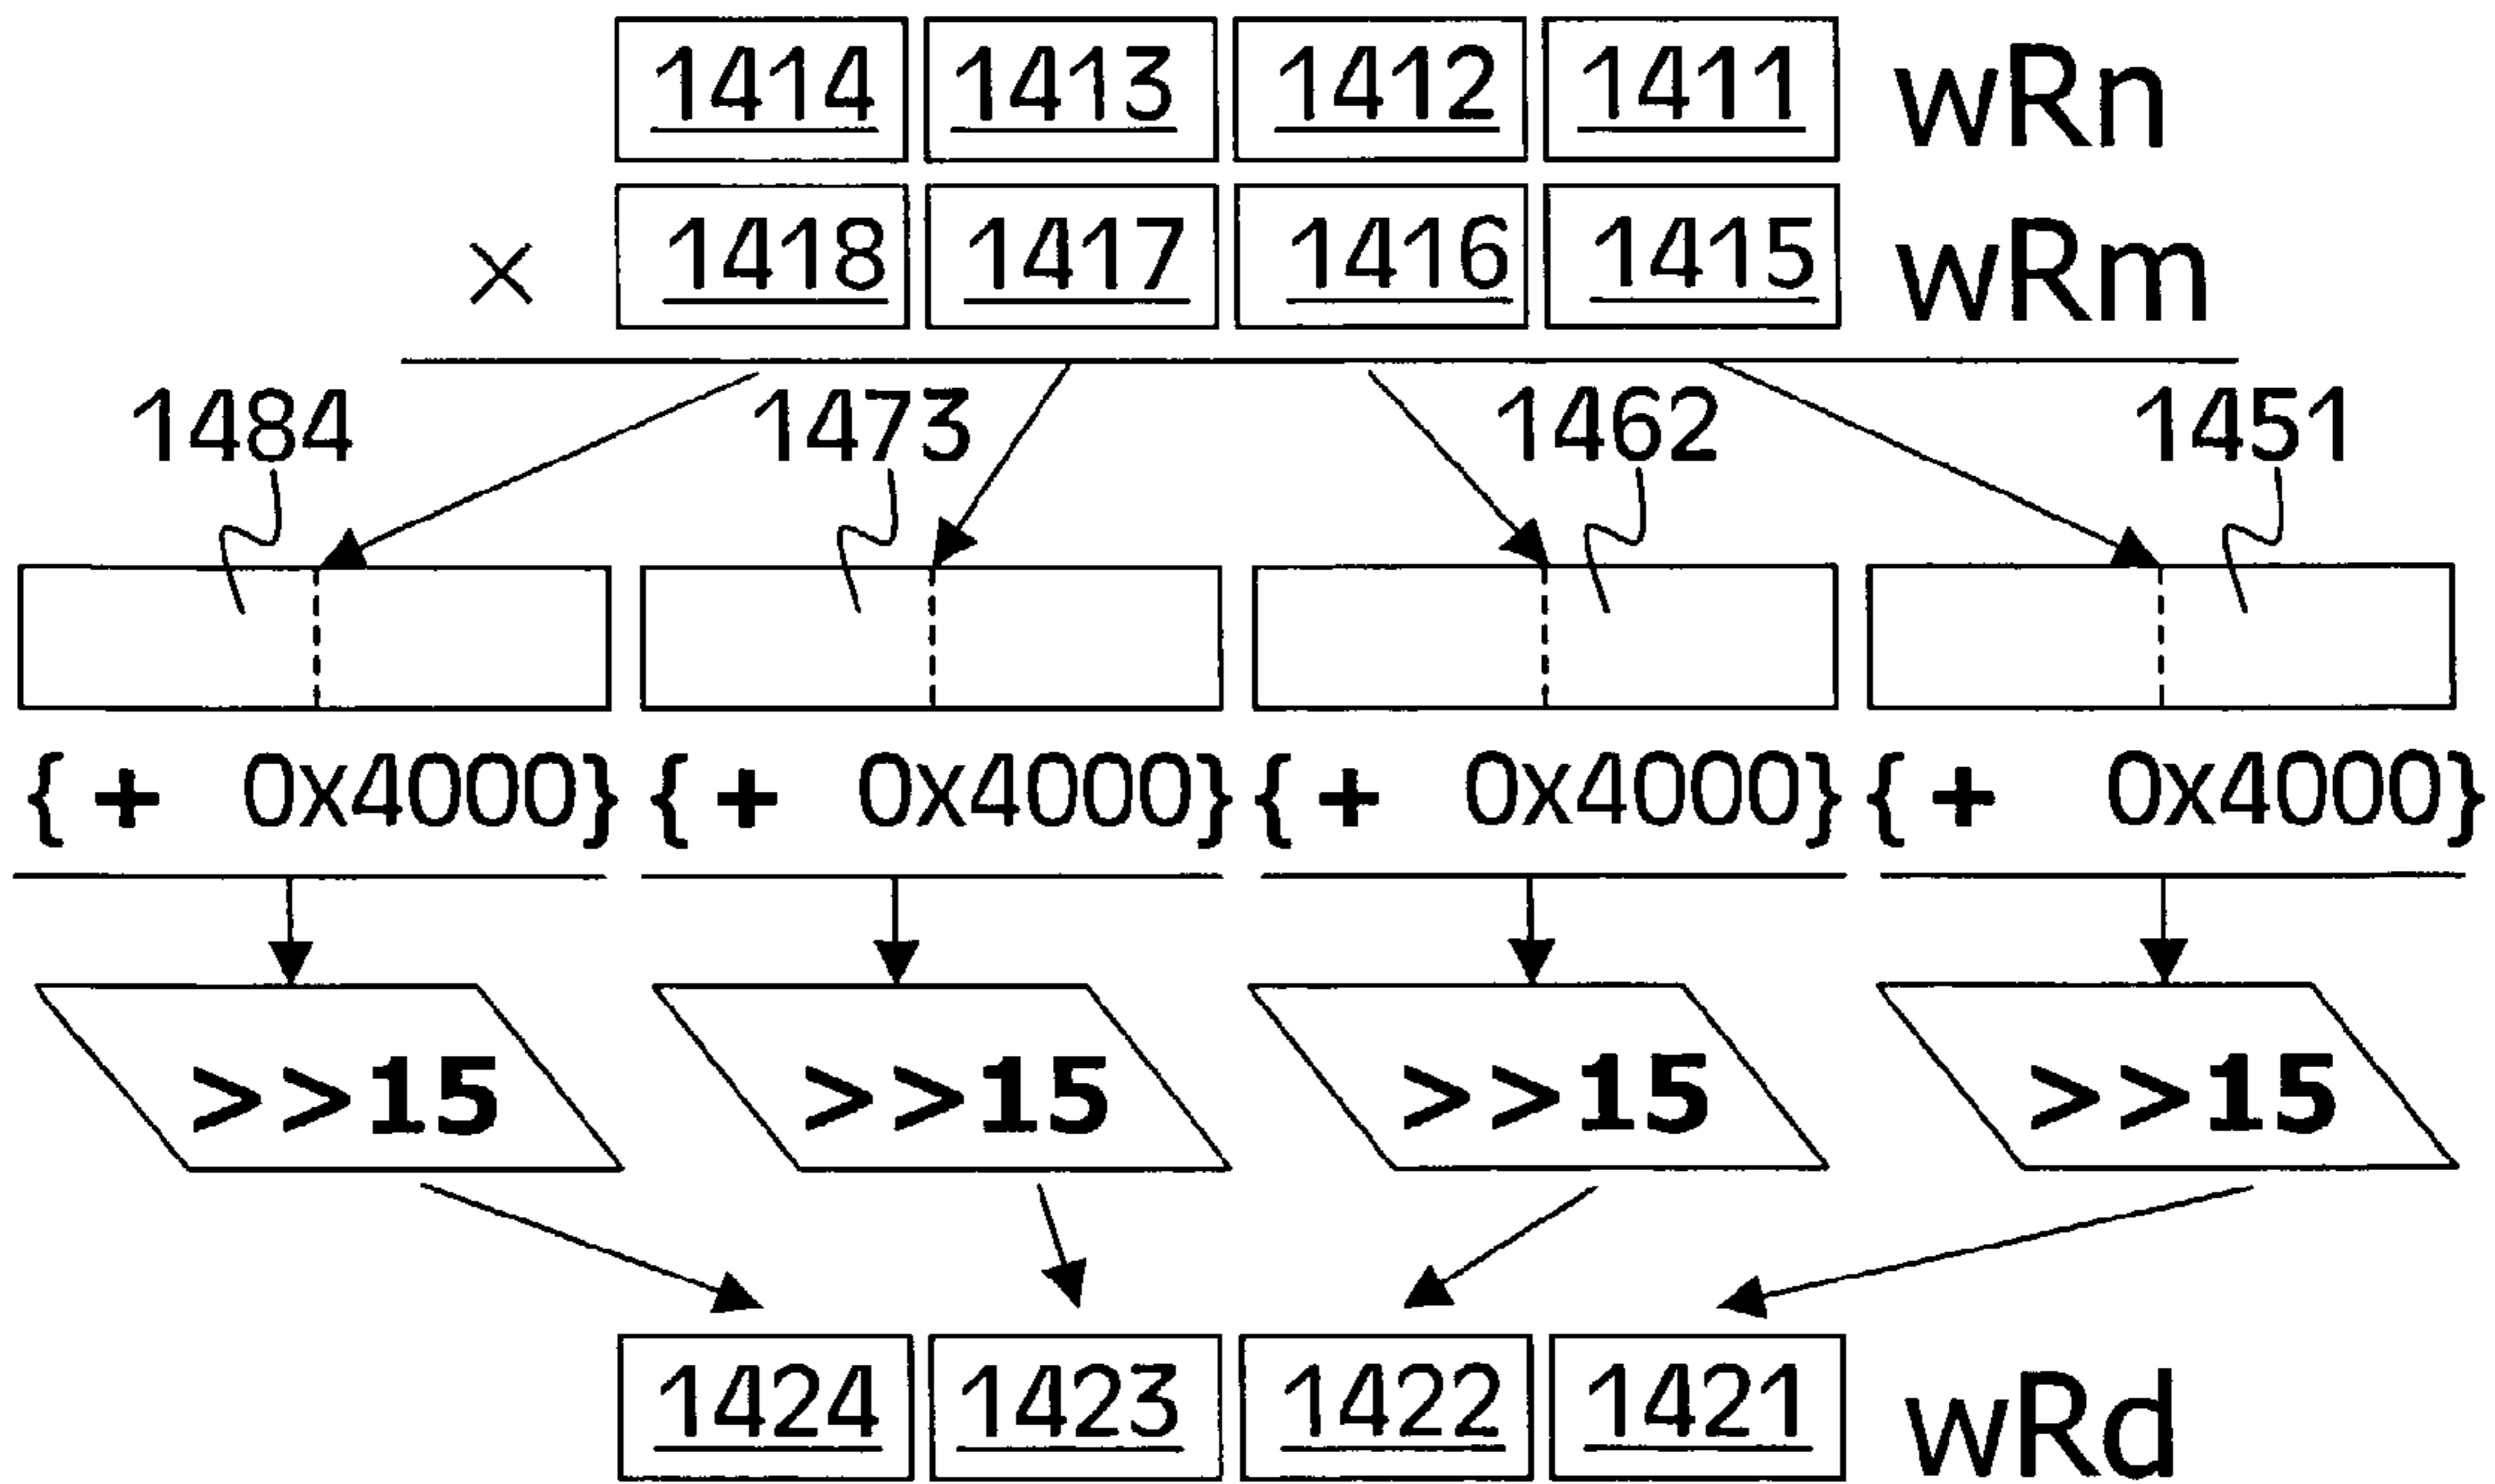 1414 1413 1412 1411 wRn
× 1418 1417 1416 1415 wRm
1484 1473 1462 1451
{ + 0x4000} { + 0x4000} { + 0x4000} { + 0x4000}
>>15 >>15 >>15 >>15
1424 1423 1422 1421 wRd